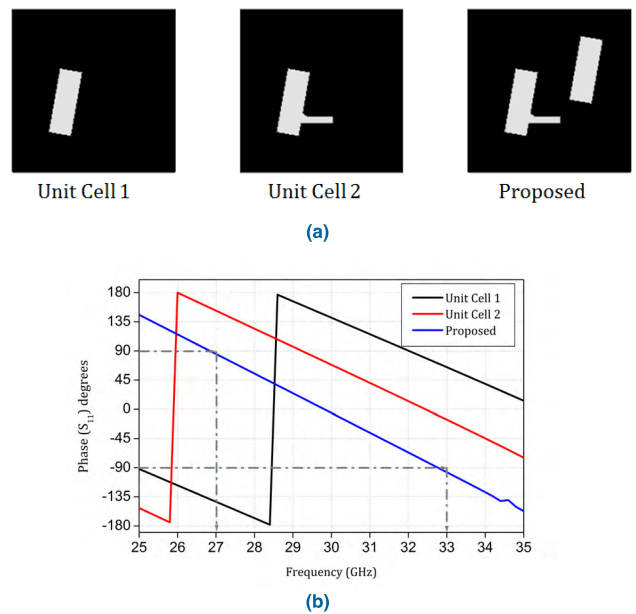 Unit Cell 1 Unit Cell 2 Proposed
(a)
Phase (S11) degrees
180
135
90
45
0
-45
-90
-135
-180
Unit Cell 1
Unit Cell 2
Proposed
25 26 27 28 29 30 31 32 33 34 35
Frequency (GHz)
(b)